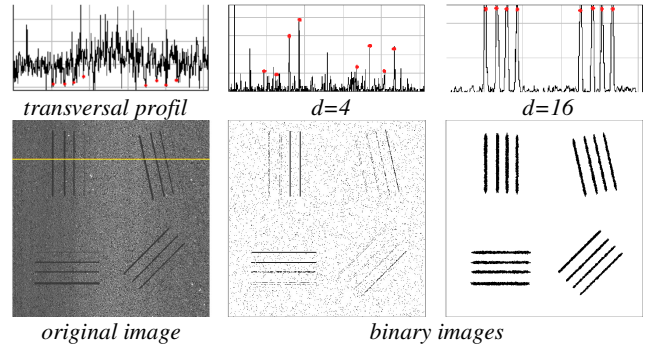 transversal profil d=4 d=16
original image binary images